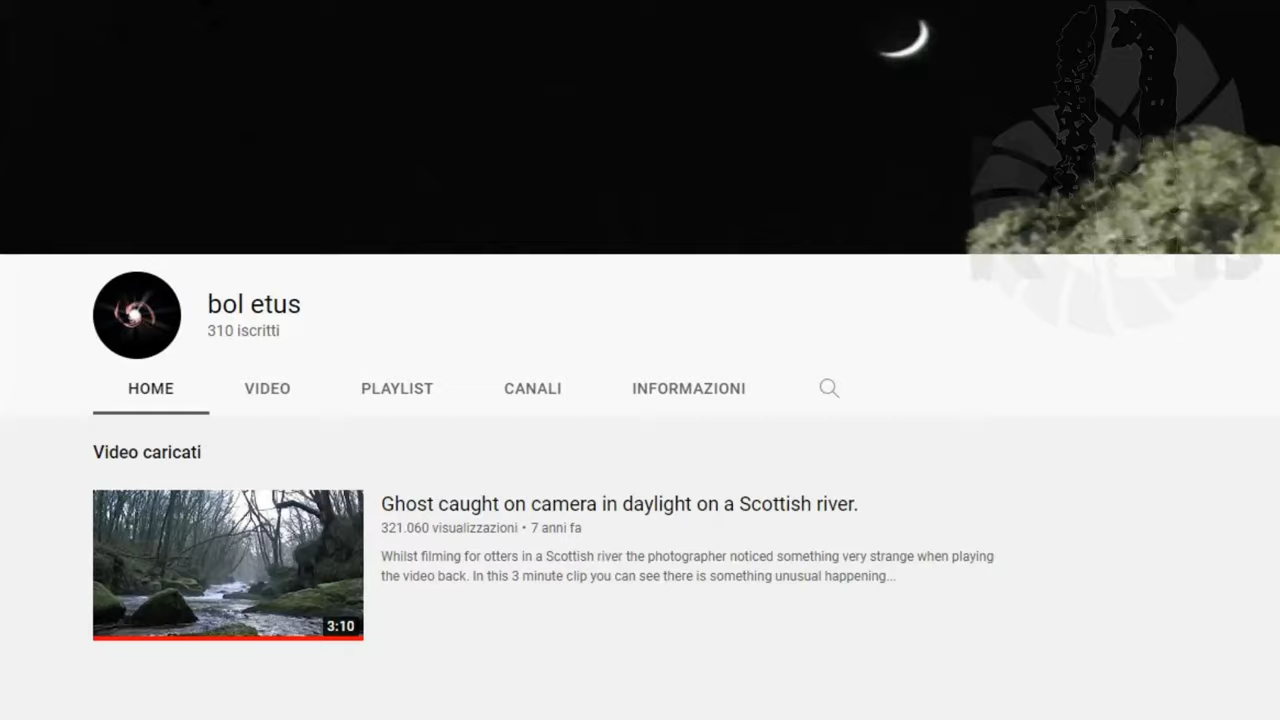 bol etus
310 iscritti
HOME VIDEO PLAYLIST CANALI INFORMAZIONI
Video caricati
Ghost caught on camera in daylight on a Scottish river.
321.060 visualizzazioni • 7 anni fa
Whilst filming for otters in a Scottish river the photographer noticed something very strange when playing
the video back. In this 3 minute clip you can see there is something unusual happening...
3:10